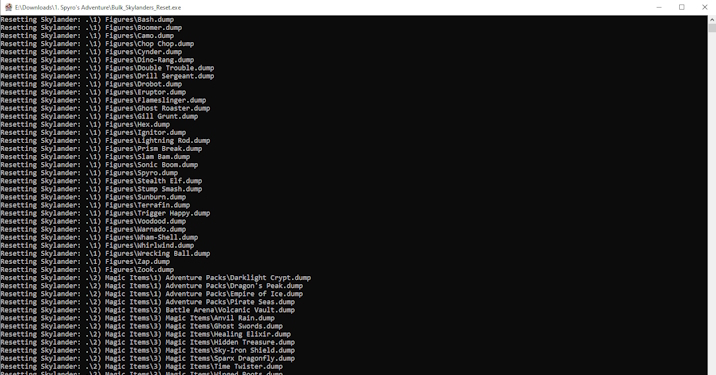 E:\Downloads\1. Spyro's Adventure\Bulk_Skylanders_Reset.exe
Resetting Skylander: .\1) Figures\Bash.dump
Resetting Skylander: .\1) Figures\Boomer.dump
Resetting Skylander: .\1) Figures\Camo.dump
Resetting Skylander: .\1) Figures\Chop Chop.dump
Resetting Skylander: .\1) Figures\Cynder.dump
Resetting Skylander: .\1) Figures\Dino-Rang.dump
Resetting Skylander: .\1) Figures\Double Trouble.dump
Resetting Skylander: .\1) Figures\Drill Sergeant.dump
Resetting Skylander: .\1) Figures\Drobot.dump
Resetting Skylander: .\1) Figures\Eruptor.dump
Resetting Skylander: .\1) Figures\Flameslinger.dump
Resetting Skylander: .\1) Figures\Ghost Roaster.dump
Resetting Skylander: .\1) Figures\Gill Grunt.dump
Resetting Skylander: .\1) Figures\Hex.dump
Resetting Skylander: .\1) Figures\Ignitor.dump
Resetting Skylander: .\1) Figures\Lightning Rod.dump
Resetting Skylander: .\1) Figures\Prism Break.dump
Resetting Skylander: .\1) Figures\Slam Bam.dump
Resetting Skylander: .\1) Figures\Sonic Boom.dump
Resetting Skylander: .\1) Figures\Spyro.dump
Resetting Skylander: .\1) Figures\Stealth Elf.dump
Resetting Skylander: .\1) Figures\Stump Smash.dump
Resetting Skylander: .\1) Figures\Sunburn.dump
Resetting Skylander: .\1) Figures\Terrafin.dump
Resetting Skylander: .\1) Figures\Trigger Happy.dump
Resetting Skylander: .\1) Figures\Voodood.dump
Resetting Skylander: .\1) Figures\Warnado.dump
Resetting Skylander: .\1) Figures\Wham-Shell.dump
Resetting Skylander: .\1) Figures\Whirlwind.dump
Resetting Skylander: .\1) Figures\Wrecking Ball.dump
Resetting Skylander: .\1) Figures\Zap.dump
Resetting Skylander: .\1) Figures\Zook.dump
Resetting Skylander: .\2) Magic Items\1) Adventure Packs\Darklight Crypt.dump
Resetting Skylander: .\2) Magic Items\1) Adventure Packs\Dragon's Peak.dump
Resetting Skylander: .\2) Magic Items\1) Adventure Packs\Empire of Ice.dump
Resetting Skylander: .\2) Magic Items\1) Adventure Packs\Pirate Seas.dump
Resetting Skylander: .\2) Magic Items\2) Battle Arena\Volcanic Vault.dump
Resetting Skylander: .\2) Magic Items\3) Magic Items\Anvil Rain.dump
Resetting Skylander: .\2) Magic Items\3) Magic Items\Ghost Swords.dump
Resetting Skylander: .\2) Magic Items\3) Magic Items\Healing Elixir.dump
Resetting Skylander: .\2) Magic Items\3) Magic Items\Hidden Treasure.dump
Resetting Skylander: .\2) Magic Items\3) Magic Items\Sky-Iron Shield.dump
Resetting Skylander: .\2) Magic Items\3) Magic Items\Sparx Dragonfly.dump
Resetting Skylander: .\2) Magic Items\3) Magic Items\Time Twister.dump
Resetting Skylander: .\2) Magic Items\3) Magic Items\Winged Boots.dump